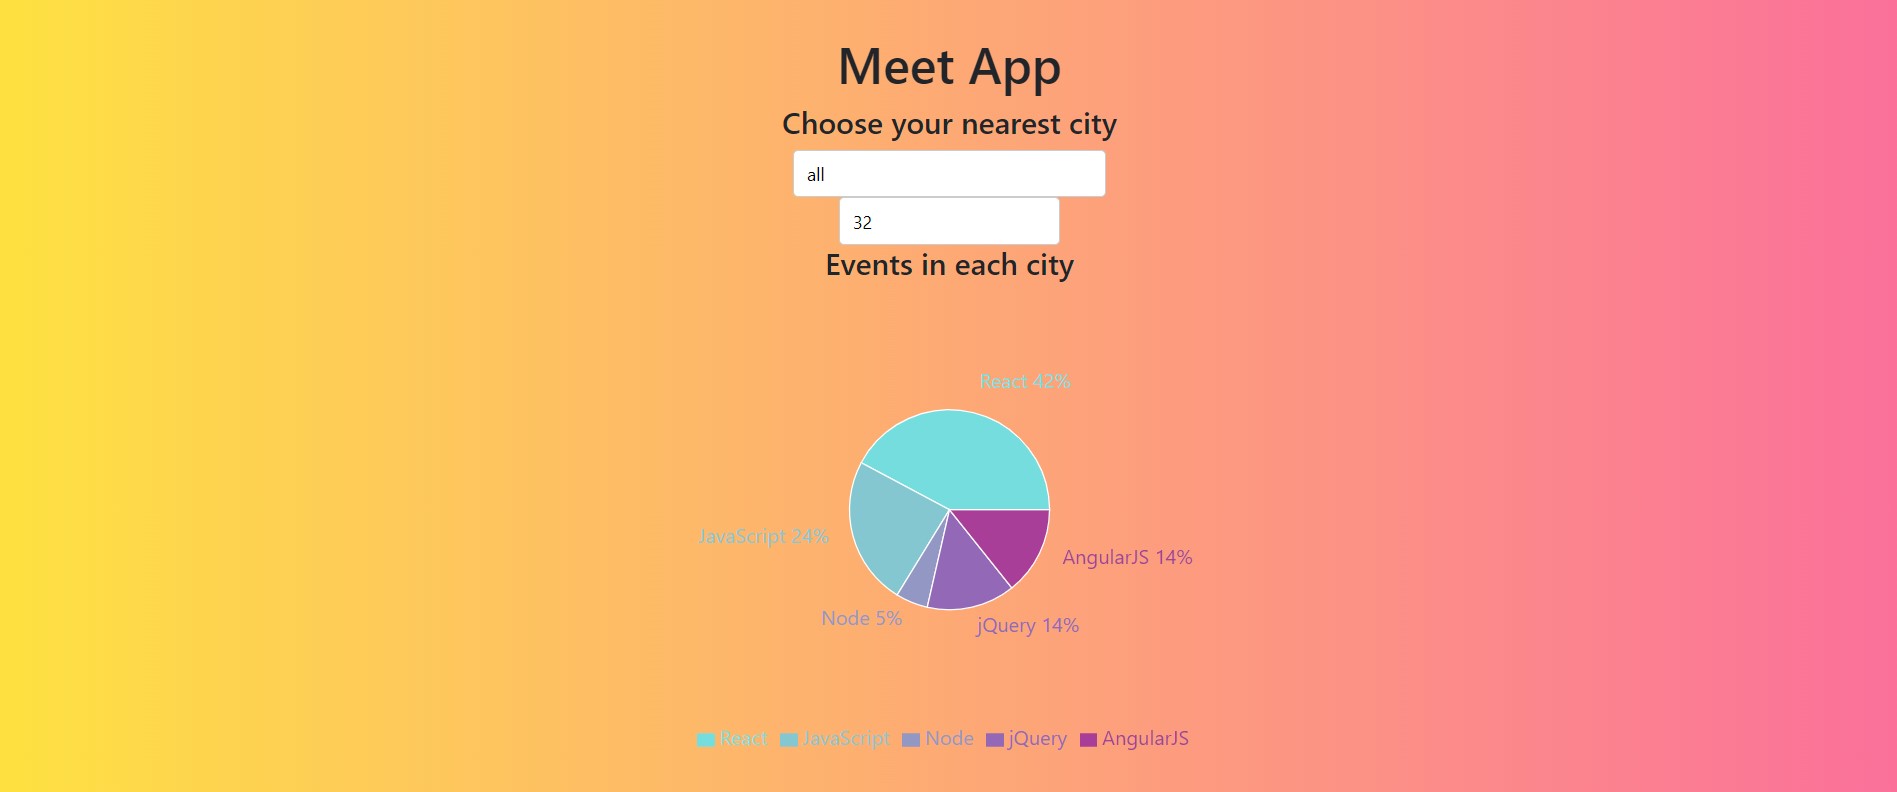 Meet App
Choose your nearest city
all
32
Events in each city
React 42%
JavaScript 24%
AngularJS 14%
Node 5%
jQuery 14%
React JavaScript Node jQuery AngularJS